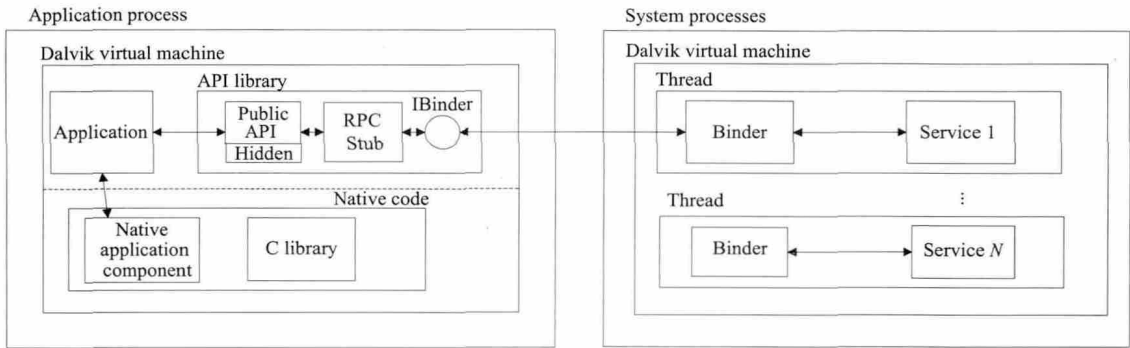 Application process
Dalvik virtual machine
API library
Application
Public
API
Hidden
RPC
Stub
IBinder
Native code
Native
application
component
C library
System processes
Dalvik virtual machine
Thread
Binder
Service 1
Thread
⋮
Binder
Service N